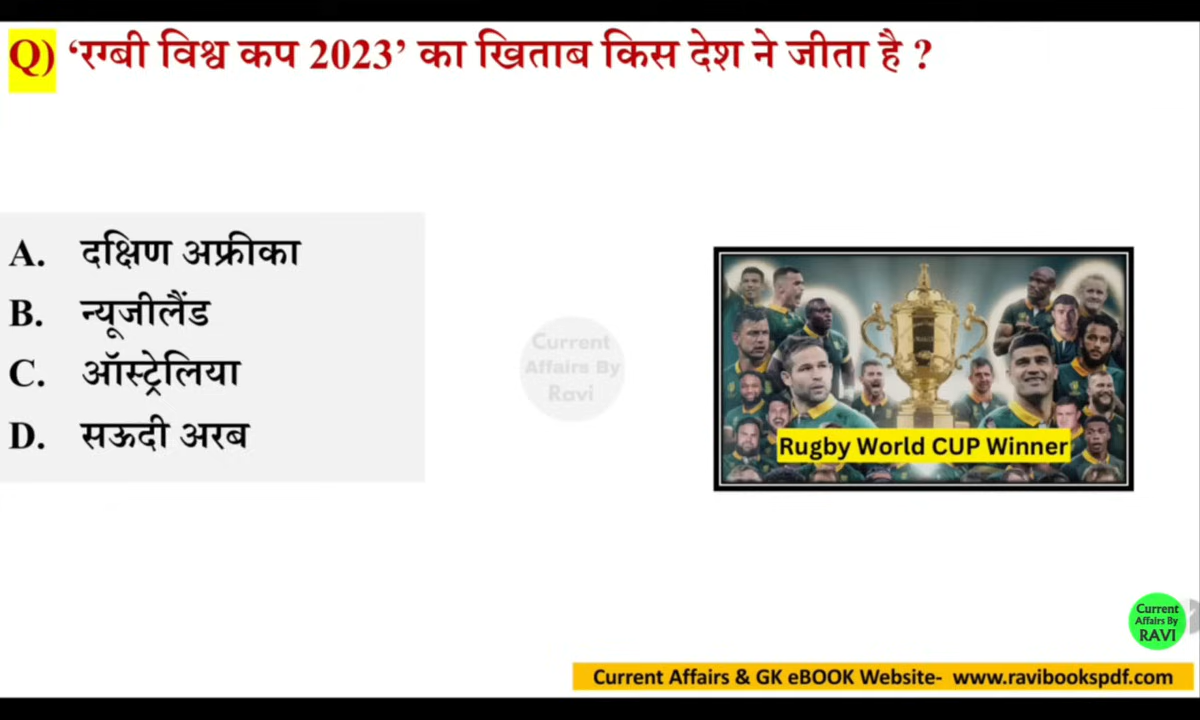 Q) ‘रग्बी विश्व कप 2023’ का खिताब किस देश ने जीता है ?
A. दक्षिण अफ्रीका
B. न्यूजीलैंड
C. ऑस्ट्रेलिया
D. सऊदी अरब
Current
Affairs By
Ravi
Rugby World CUP Winner
Current
Affairs By
RAVI
Current Affairs & GK eBOOK Website- www.ravibookspdf.com